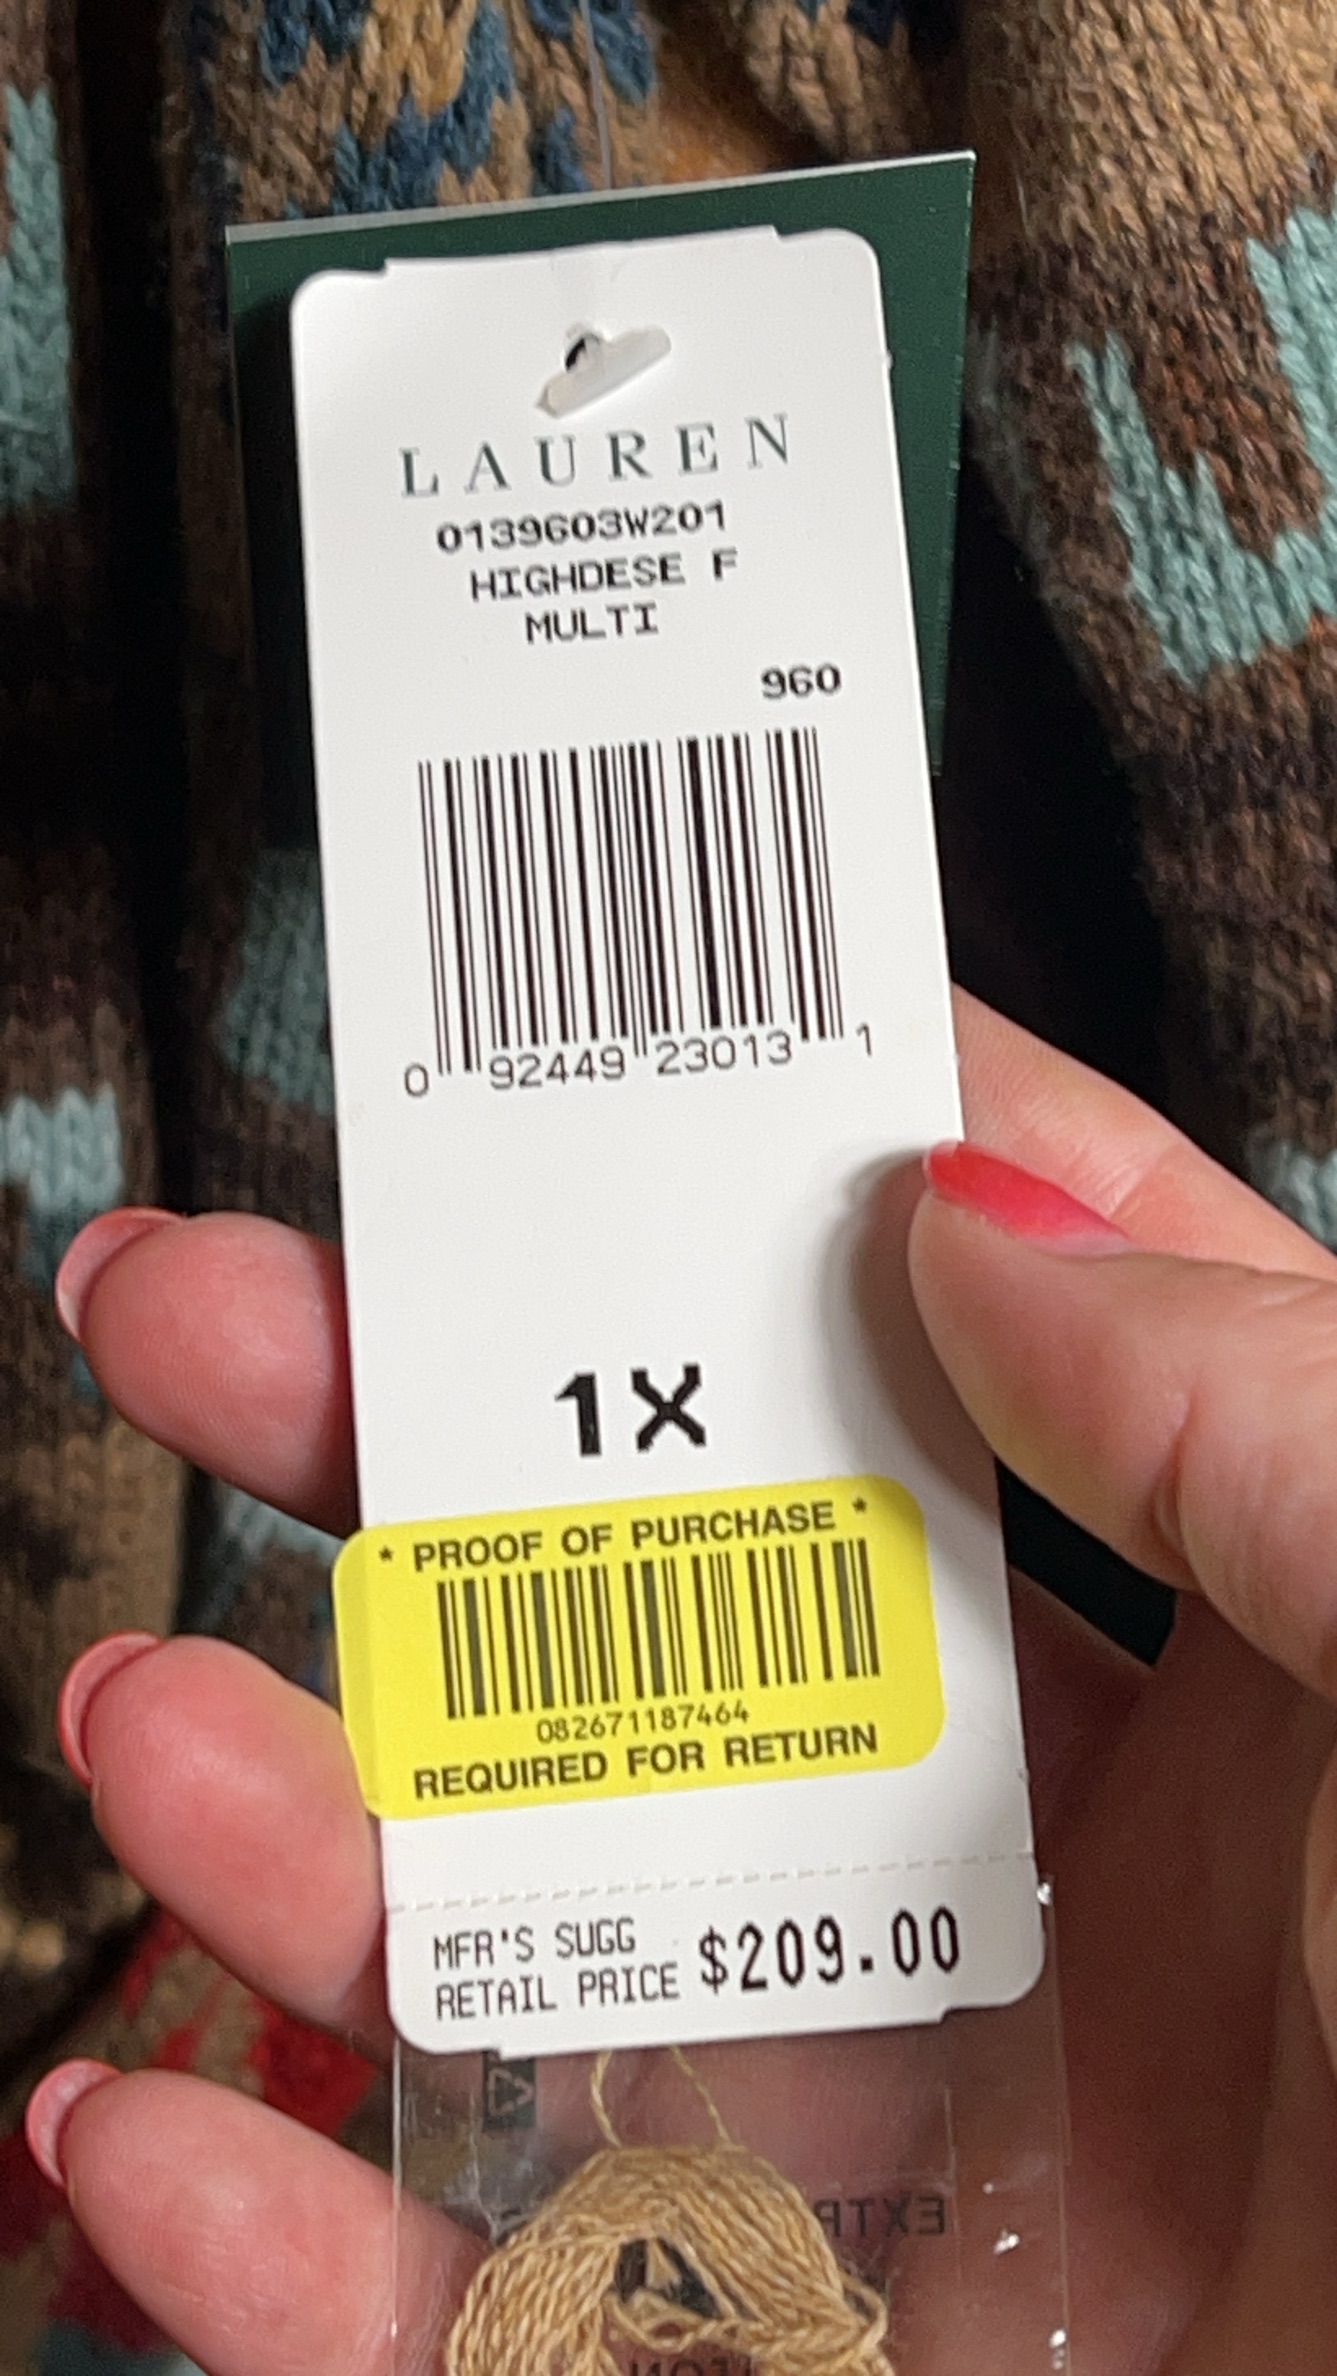 LAUREN
0139603W201
HIGHDESE F
MULTI
960
0 92449 23013 1
1X
* PROOF OF PURCHASE *
082671187464
REQUIRED FOR RETURN
MFR'S SUGG
RETAIL PRICE $209.00